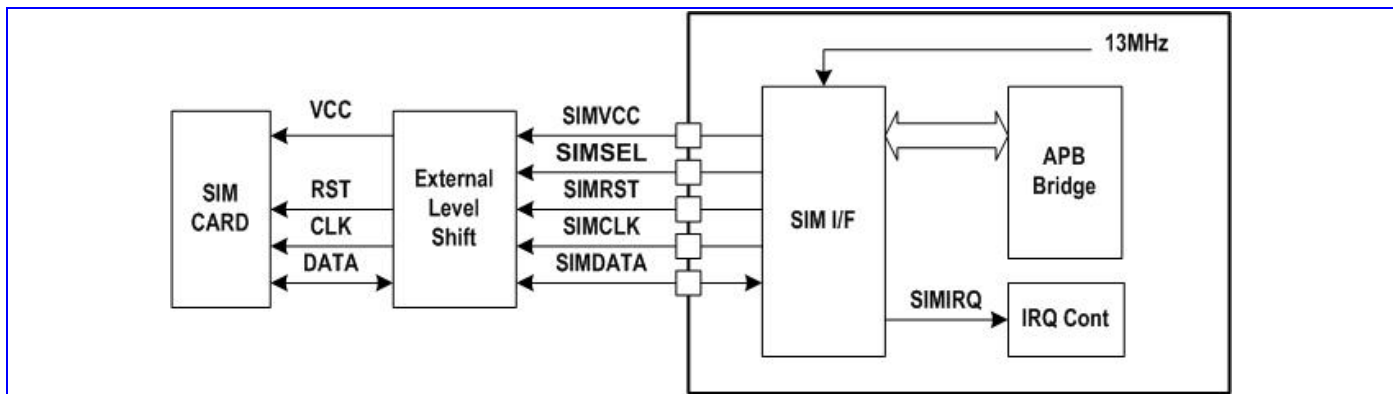 13MHz
VCC
SIMVCC
SIMSEL
SIM
CARD
RST
External
Level
Shift
SIMRST
SIM I/F
APB
Bridge
CLK
SIMCLK
DATA
SIMDATA
SIMIRQ
IRQ Cont